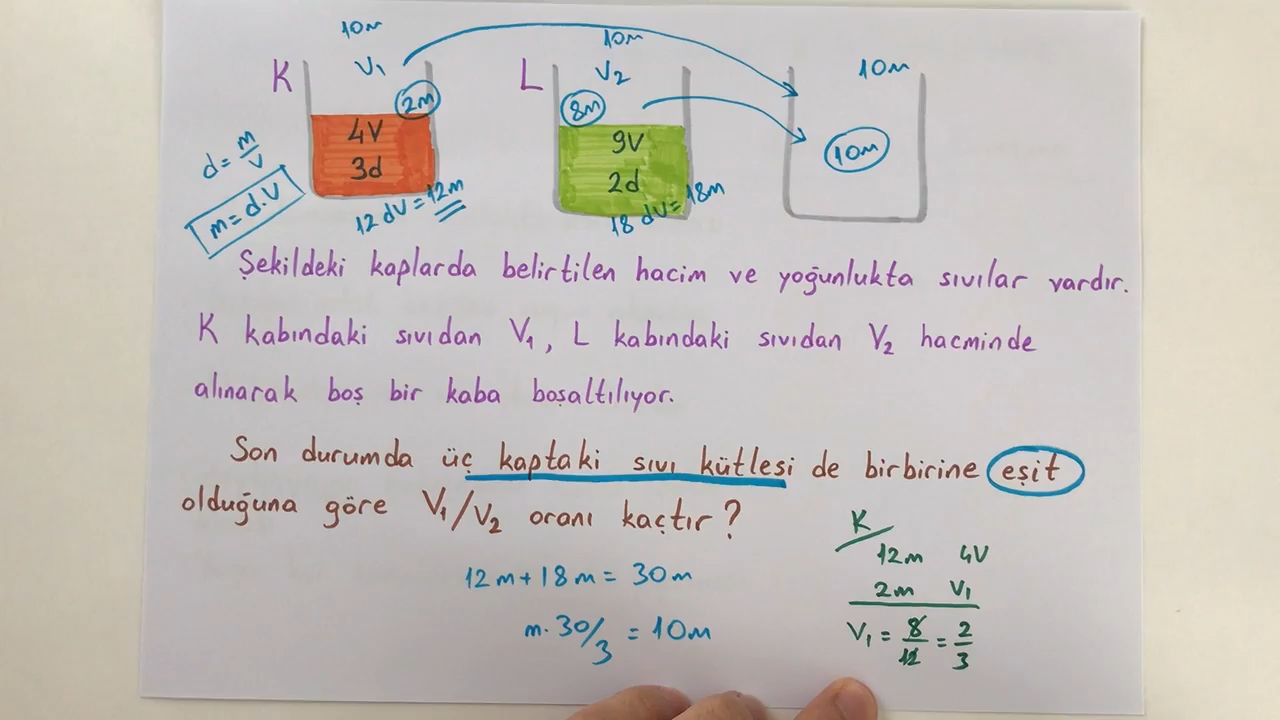 10m
10m
K
V₁
2m
L
V₂
8m
10m
10m
4V
3d
9V
2d
d = m/V
m = d.V
12 dV = 12m
18 dV = 18m
Şekildeki kaplarda belirtilen hacim ve yoğunlukta sıvılar vardır.
K kabındaki sıvıdan V₁, L kabındaki sıvıdan V₂ hacminde
alınarak boş bir kaba boşaltılıyor.
Son durumda üç kaptaki sıvı kütlesi de birbirine eşit
olduğuna göre V₁/V₂ oranı kaçtır?
12m + 18m = 30m
m. 30/3 = 10m
K
12m 4V
2m V₁
V₁ = 8/12 = 2/3